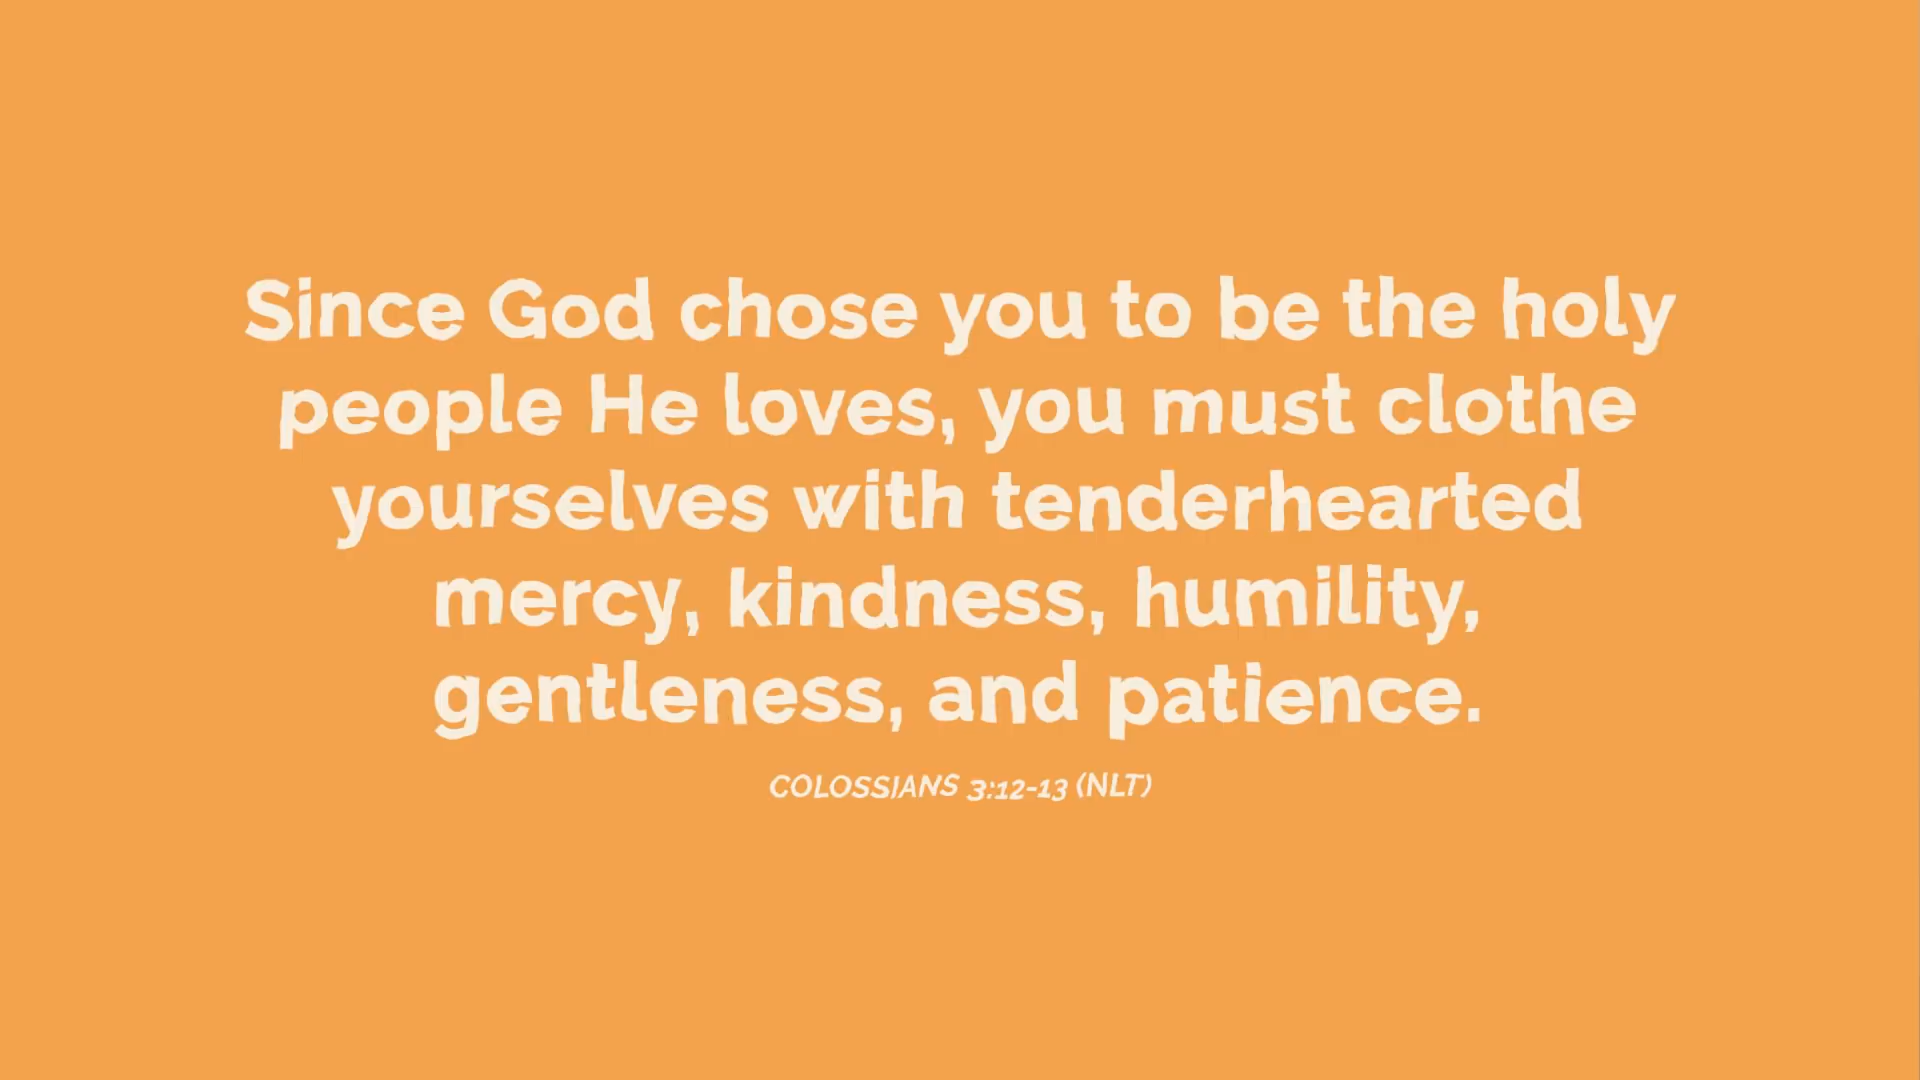 Since God chose you to be the holy
people He loves, you must clothe
yourselves with tenderhearted
mercy, kindness, humility,
gentleness, and patience.
COLOSSIANS 3:12-13 (NLT)